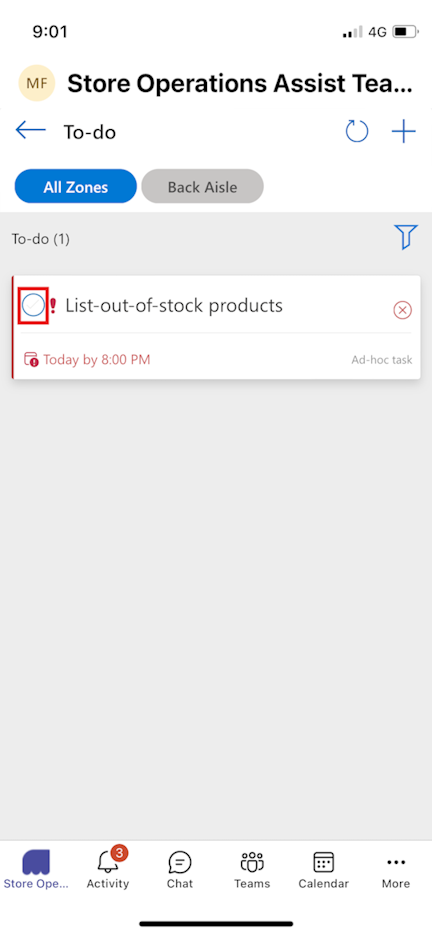 9:01
4G
MF
Store Operations Assist Tea...
To-do
All Zones
Back Aisle
To-do (1)
List-out-of-stock products
Today by 8:00 PM
Ad-hoc task
3
Store Ope...
Activity
Chat
Teams
Calendar
More